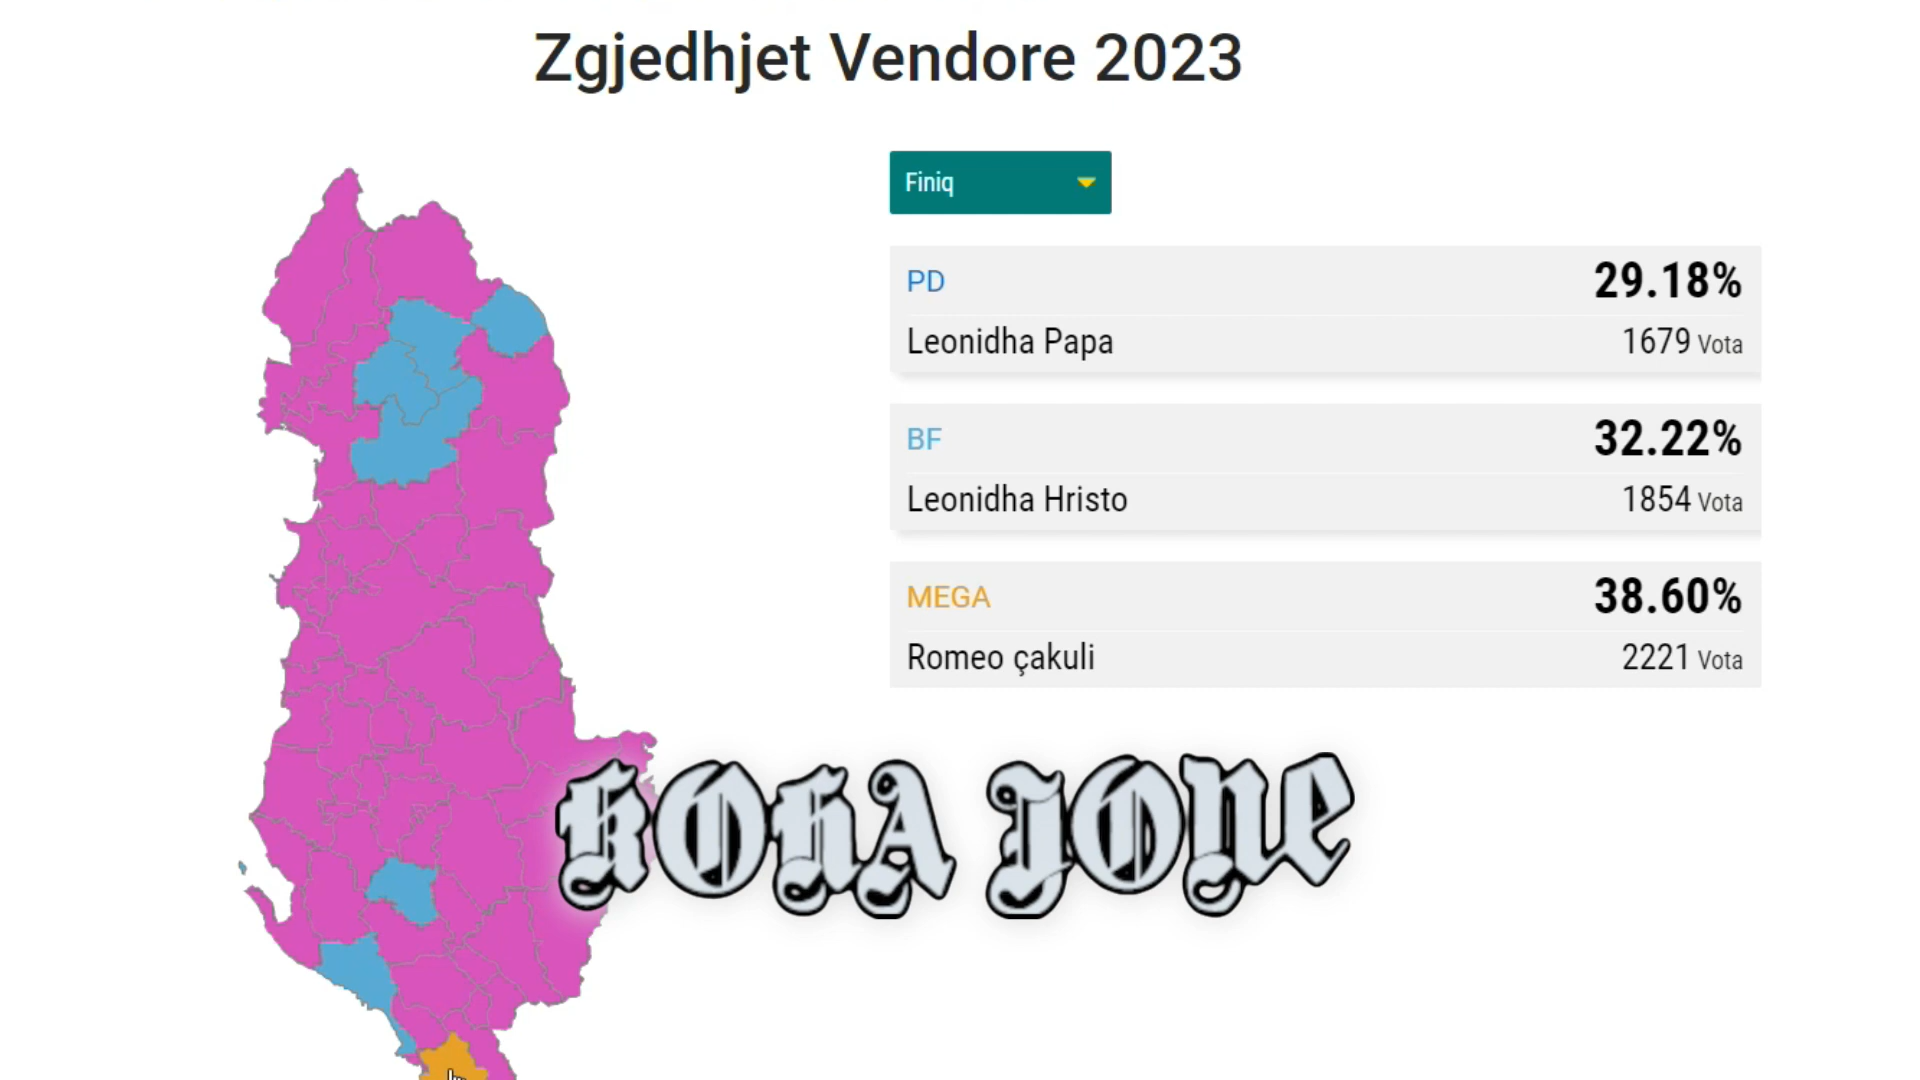 Zgjedhjet Vendore 2023
Finiq
PD 29.18%
Leonidha Papa 1679 Vota
BF 32.22%
Leonidha Hristo 1854 Vota
MEGA 38.60%
Romeo çakuli 2221 Vota
KOHA JONE